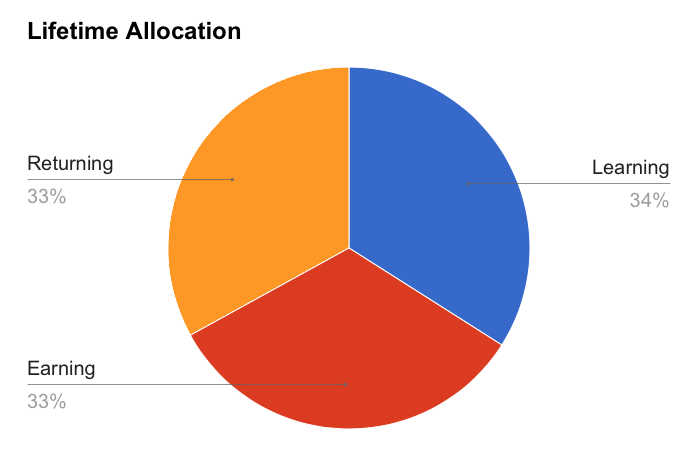 Lifetime Allocation
Returning
33%
Learning
34%
Earning
33%